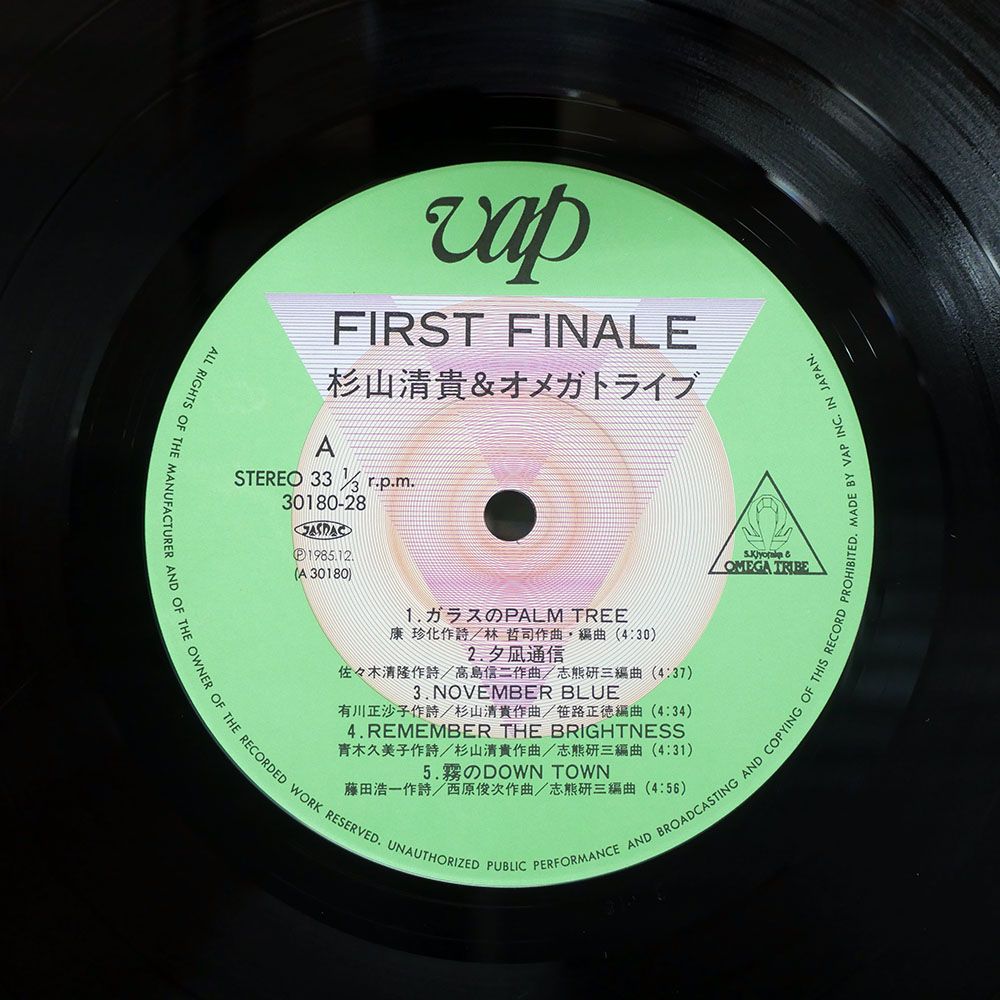 vap
FIRST FINALE
杉山清貴&オメガトライブ
A
STEREO 33 1/3 r.p.m.
30180-28
JASRAC
Ⓟ1985.12.
(A 30180)
S.Kiyotaka &
OMEGA TRIBE
1.ガラスのPALM TREE
康 珍化作詩/林 哲司作曲・編曲 (4:30)
2.夕凪通信
佐々木清隆作詩/高島信二作曲/志熊研三編曲 (4:37)
3.NOVEMBER BLUE
有川正沙子作詩/杉山清貴作曲/笹路正徳編曲 (4:34)
4.REMEMBER THE BRIGHTNESS
青木久美子作詩/杉山清貴作曲/志熊研三編曲 (4:31)
5.霧のDOWN TOWN
藤田浩一作詩/西原俊次作曲/志熊研三編曲 (4:56)
ALL RIGHTS OF THE MANUFACTURER AND OF THE OWNER OF THE RECORDED WORK RESERVED. UNAUTHORIZED PUBLIC PERFORMANCE AND BROADCASTING AND COPYING OF THIS RECORD PROHIBITED. MADE BY VAP INC. IN JAPAN.